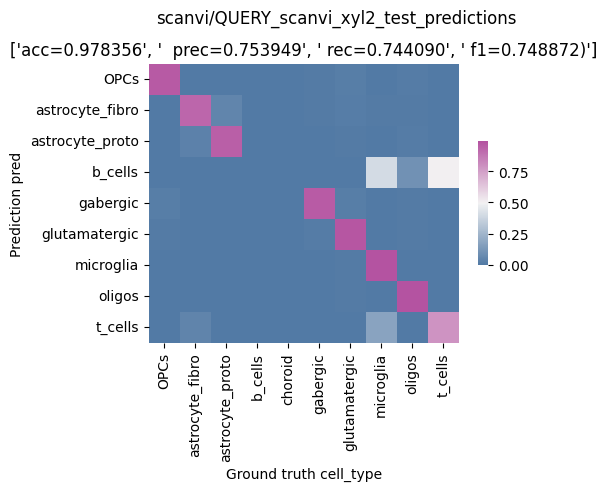 scanvi/QUERY_scanvi_xyl2_test_predictions
['acc=0.978356', '  prec=0.753949', ' rec=0.744090', ' f1=0.748872)']
OPCs
astrocyte_fibro
astrocyte_proto
b_cells
gabergic
glutamatergic
microglia
oligos
t_cells
Prediction pred
0.75
0.50
0.25
0.00
OPCs
astrocyte_fibro
astrocyte_proto
b_cells
choroid
gabergic
glutamatergic
microglia
oligos
t_cells
Ground truth cell_type